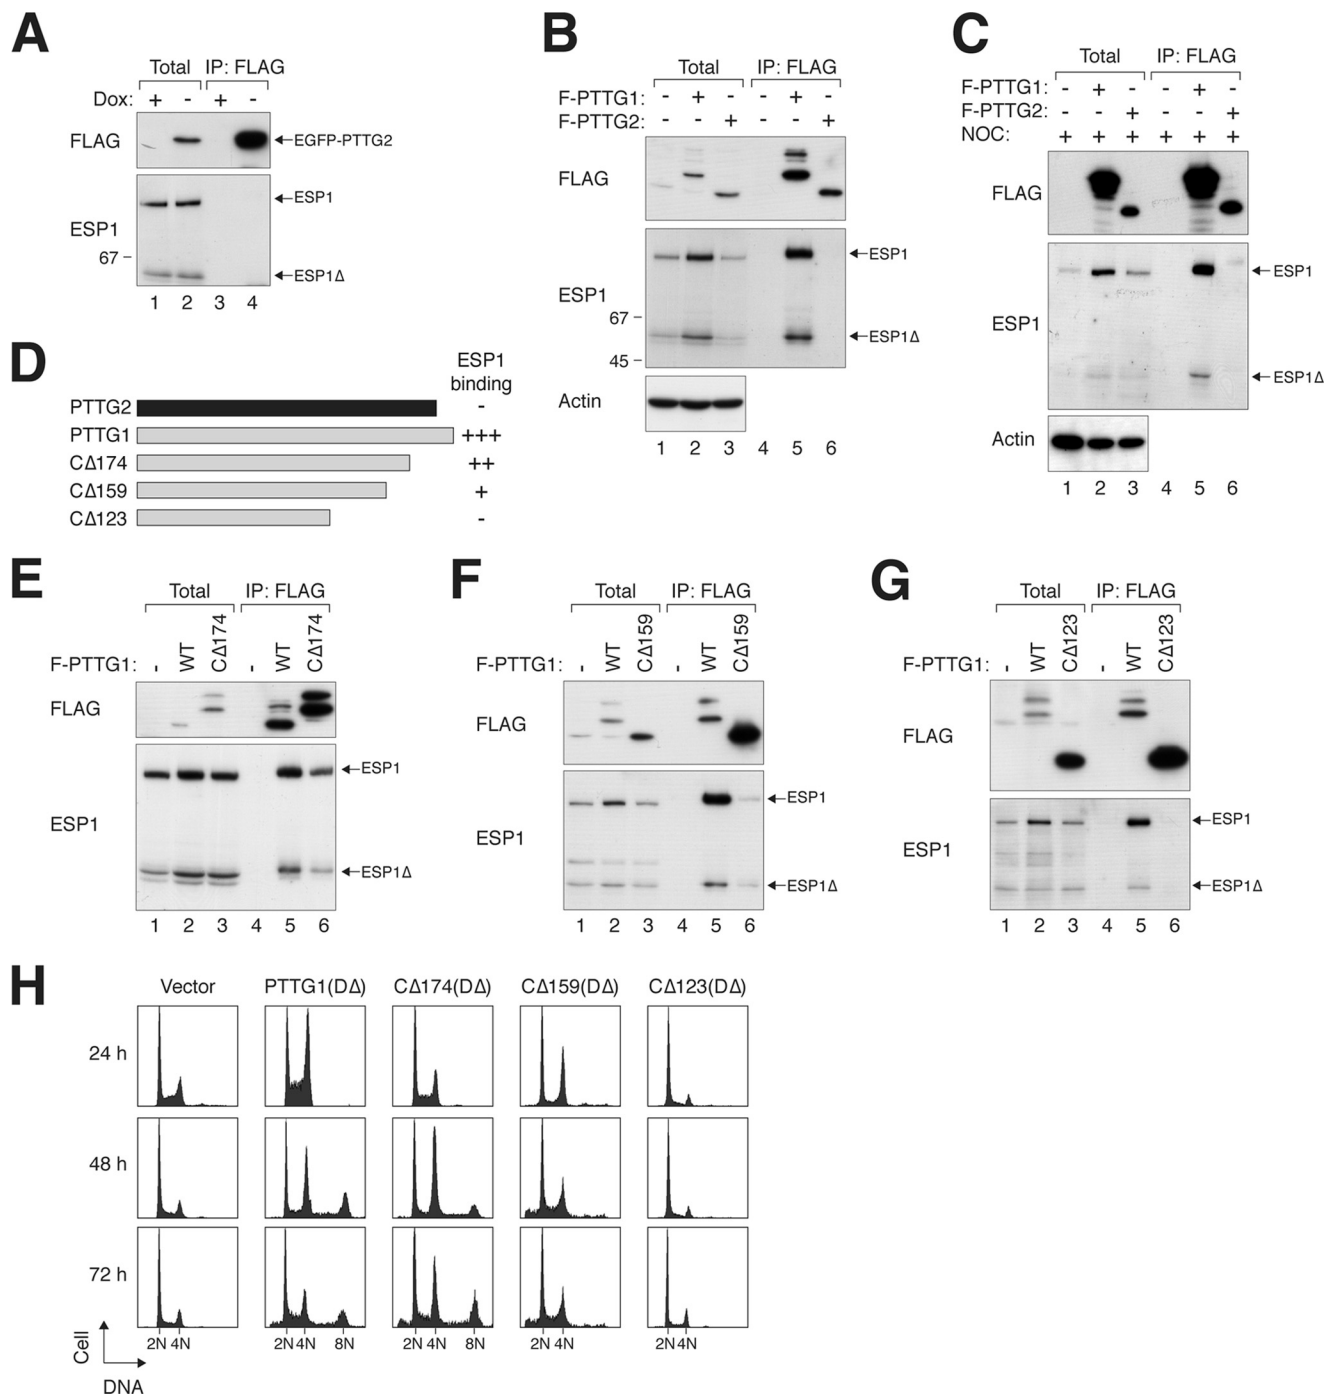 A
Total IP: FLAG
Dox: + - + -
FLAG
EGFP-PTTG2
ESP1
ESP1
67
ESP1Δ
1 2 3 4
B
Total IP: FLAG
F-PTTG1: - + - - + -
F-PTTG2: - - + - - +
FLAG
ESP1
ESP1
67
ESP1Δ
45
Actin
1 2 3 4 5 6
C
Total IP: FLAG
F-PTTG1: - + - - + -
F-PTTG2: - - + - - +
NOC: + + + + + +
FLAG
ESP1
ESP1
ESP1Δ
Actin
1 2 3 4 5 6
D
ESP1
binding
PTTG2 -
PTTG1 +++
CΔ174 ++
CΔ159 +
CΔ123 -
E
Total IP: FLAG
F-PTTG1: - WT CΔ174 - WT CΔ174
FLAG
ESP1
ESP1
ESP1Δ
1 2 3 4 5 6
F
Total IP: FLAG
F-PTTG1: - WT CΔ159 - WT CΔ159
FLAG
ESP1
ESP1
ESP1Δ
1 2 3 4 5 6
G
Total IP: FLAG
F-PTTG1: - WT CΔ123 - WT CΔ123
FLAG
ESP1
ESP1
ESP1Δ
1 2 3 4 5 6
H
Vector PTTG1(DΔ) CΔ174(DΔ) CΔ159(DΔ) CΔ123(DΔ)
24 h
48 h
72 h
2N 4N 2N 4N 8N 2N 4N 8N 2N 4N 2N 4N
Cell
DNA